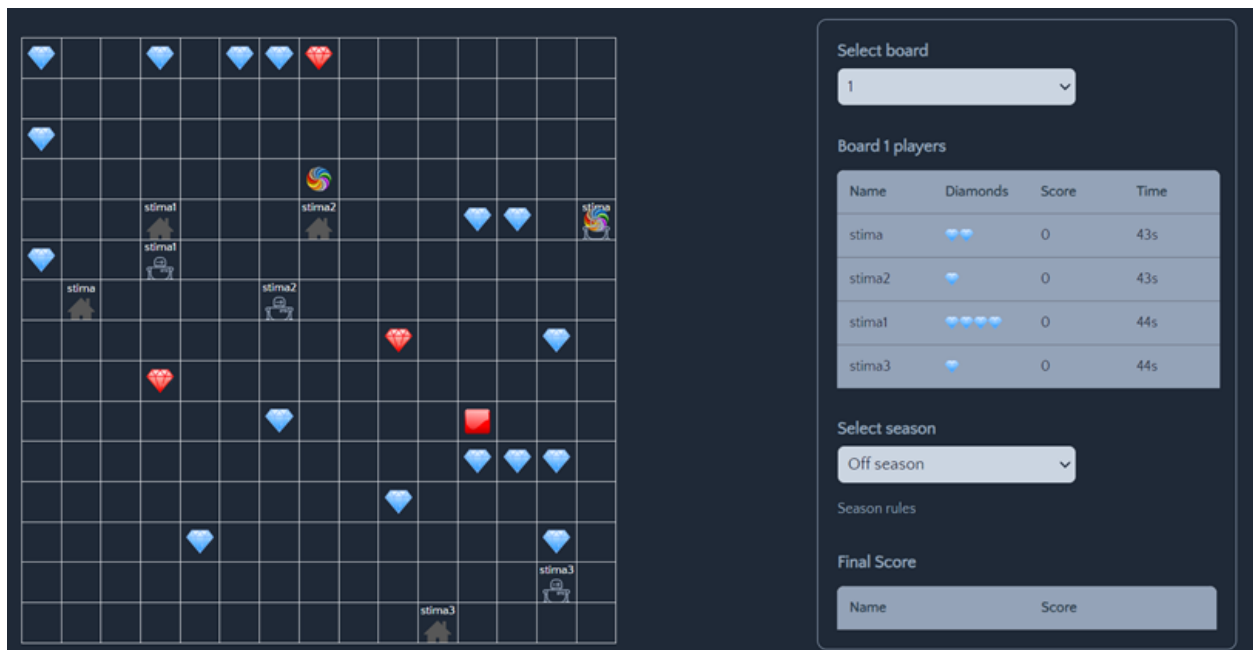 Select board
1
Board 1 players
Name Diamonds Score Time
stima 0 43s
stima2 0 43s
stima1 0 44s
stima3 0 44s
Select season
Off season
Season rules
Final Score
Name Score
stima1 stima2 stima
stima1
stima stima2
stima3
stima3